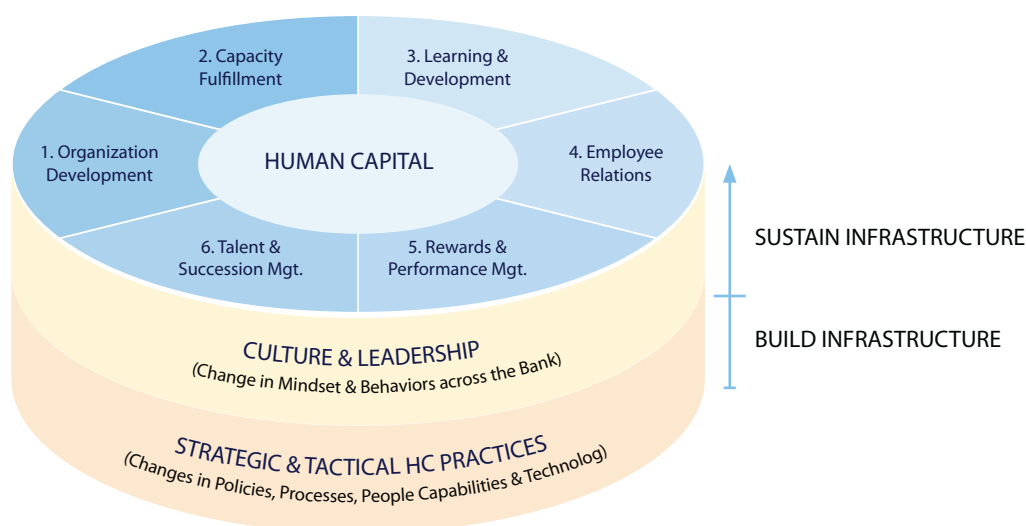 2. Capacity
Fulfillment
3. Learning &
Development
1. Organization
Development
HUMAN CAPITAL
4. Employee
Relations
6. Talent &
Succession Mgt.
5. Rewards &
Performance Mgt.
SUSTAIN INFRASTRUCTURE
BUILD INFRASTRUCTURE
CULTURE & LEADERSHIP
(Change in Mindset & Behaviors across the Bank)
STRATEGIC & TACTICAL HC PRACTICES
(Changes in Policies, Processes, People Capabilities & Technolog)